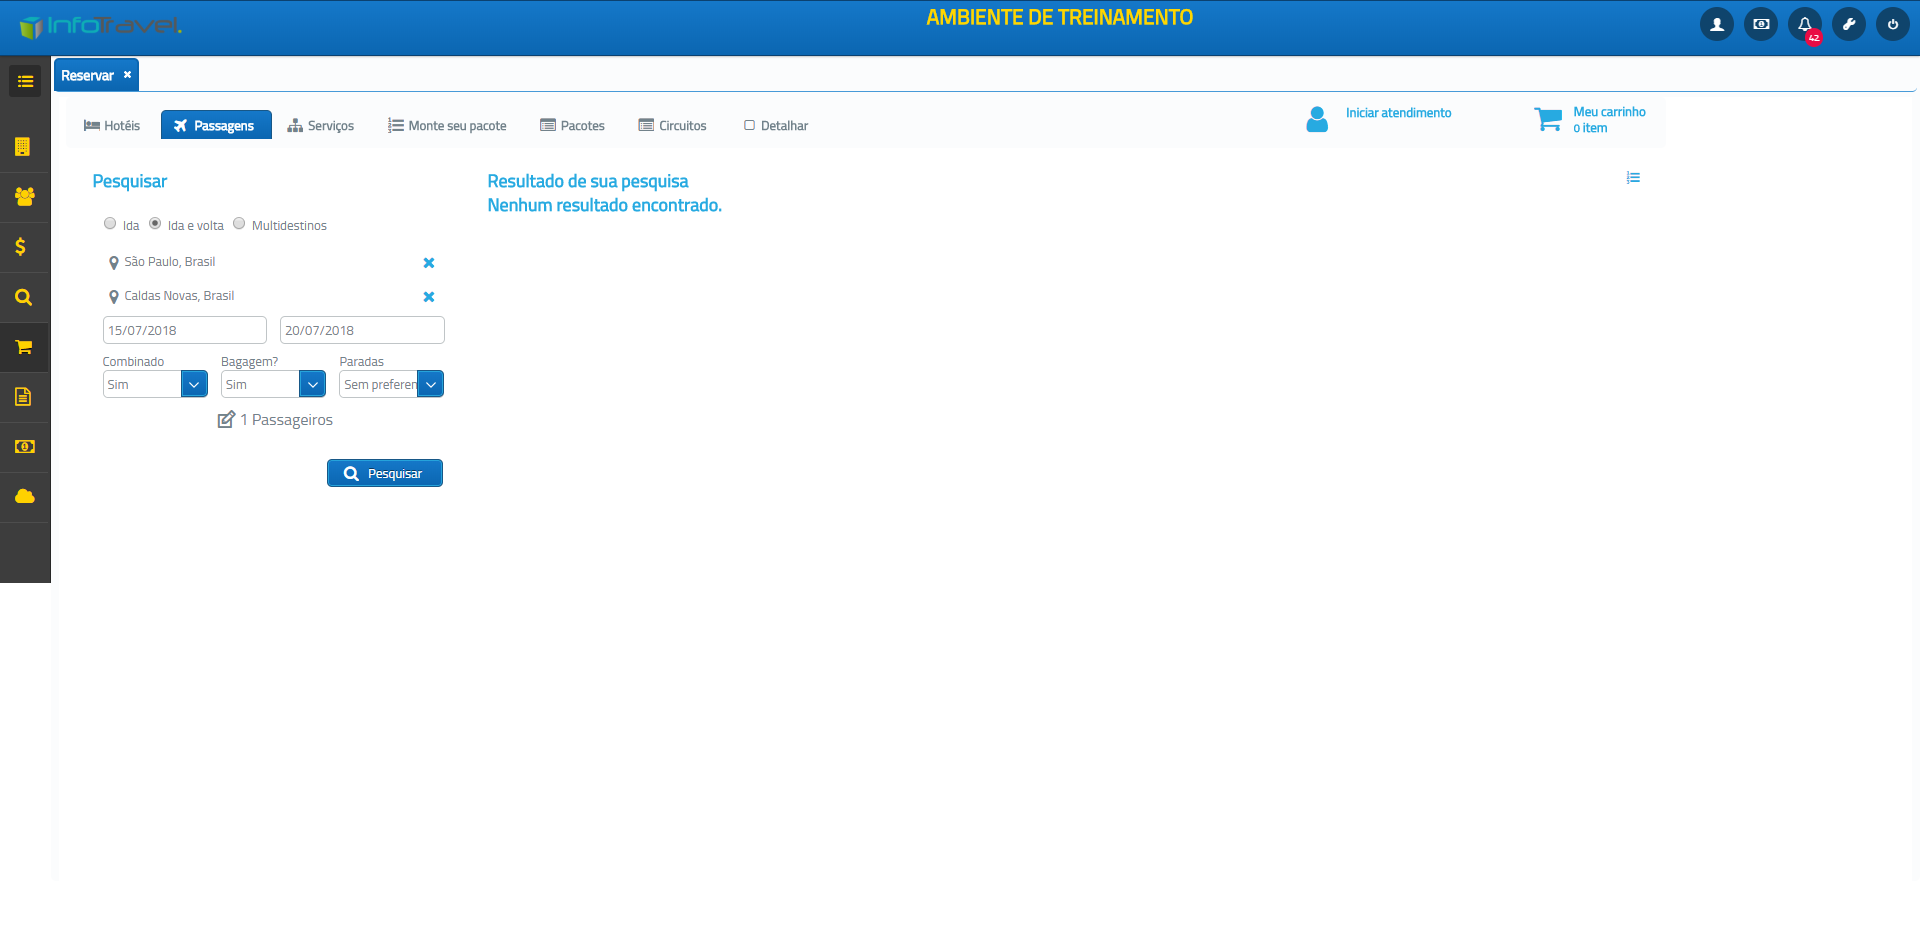 InfoTravel.
AMBIENTE DE TREINAMENTO
42
Reservar
Hotéis
Passagens
Serviços
Monte seu pacote
Pacotes
Circuitos
Detalhar
Iniciar atendimento
Meu carrinho
0 item
Pesquisar
Ida
Ida e volta
Multidestinos
São Paulo, Brasil
Caldas Novas, Brasil
15/07/2018
20/07/2018
Combinado
Bagagem?
Paradas
Sim
Sim
Sem preferen
1 Passageiros
Pesquisar
Resultado de sua pesquisa
Nenhum resultado encontrado.